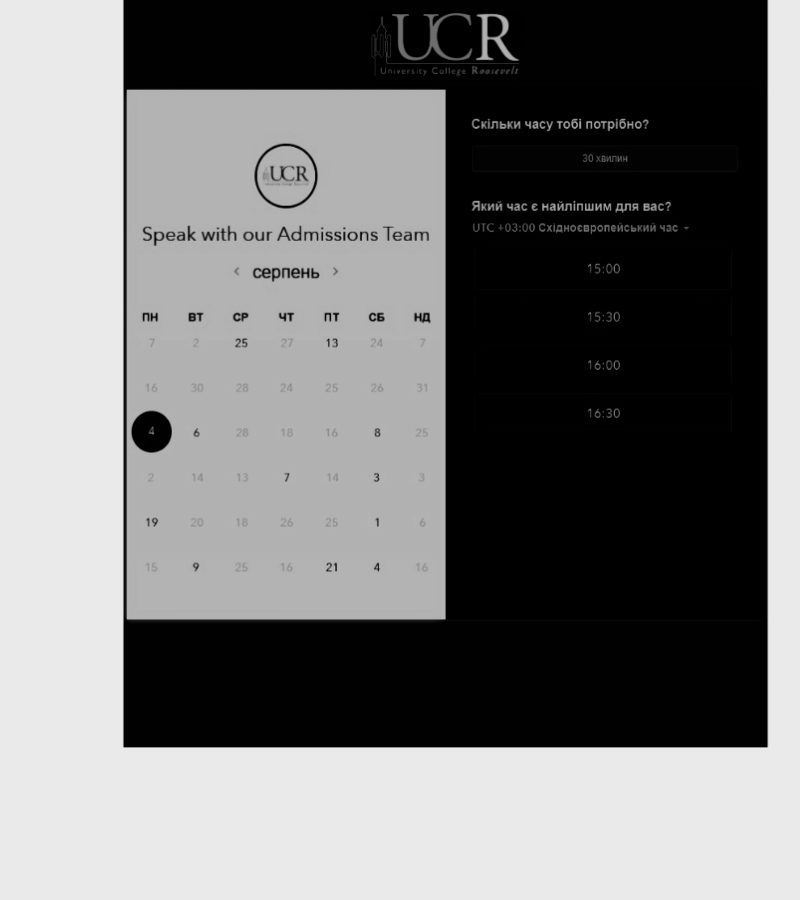 UCR
University College Roosevelt
UCR
Speak with our Admissions Team
< серпень >
ПН ВТ СР ЧТ ПТ СБ НД
7 2 25 27 13 24 7
16 30 28 24 25 26 31
4 6 28 18 16 8 25
2 14 13 7 14 3 3
19 20 18 26 25 1 6
15 9 25 16 21 4 16
Скільки часу тобі потрібно?
30 хвилин
Який час є найліпшим для вас?
UTC +03:00 Східноєвропейський час
15:00
15:30
16:00
16:30